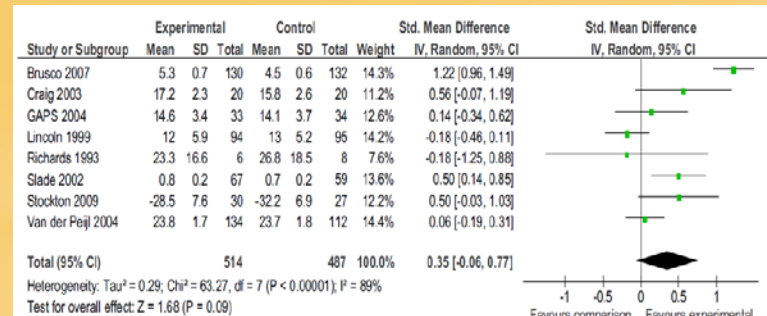 Experimental Control Std. Mean Difference Std. Mean Difference
Study or Subgroup Mean SD Total Mean SD Total Weight IV, Random, 95% CI IV, Random, 95% CI
Brusco 2007 5.3 0.7 130 4.5 0.6 132 14.3% 1.22 [0.96, 1.49]
Craig 2003 17.2 2.3 20 15.8 2.6 20 11.2% 0.56 [-0.07, 1.19]
GAPS 2004 14.6 3.4 33 14.1 3.7 34 12.6% 0.14 [-0.34, 0.62]
Lincoln 1999 12 5.9 94 13 5.2 95 14.2% -0.18 [-0.46, 0.11]
Richards 1993 23.3 16.6 6 26.8 18.5 8 7.6% -0.18 [-1.25, 0.88]
Slade 2002 0.8 0.2 67 0.7 0.2 59 13.6% 0.50 [0.14, 0.85]
Stockton 2009 -28.5 7.6 30 -32.2 6.9 27 12.2% 0.50 [-0.03, 1.03]
Van der Peijl 2004 23.8 1.7 134 23.7 1.8 112 14.4% 0.06 [-0.19, 0.31]
Total (95% CI) 514 487 100.0% 0.35 [-0.06, 0.77]
Heterogeneity: Tau² = 0.29; Chi² = 63.27, df = 7 (P < 0.00001); I² = 89%
Test for overall effect: Z = 1.68 (P = 0.09)
-1 -0.5 0 0.5 1
Favours comparison Favours experimental